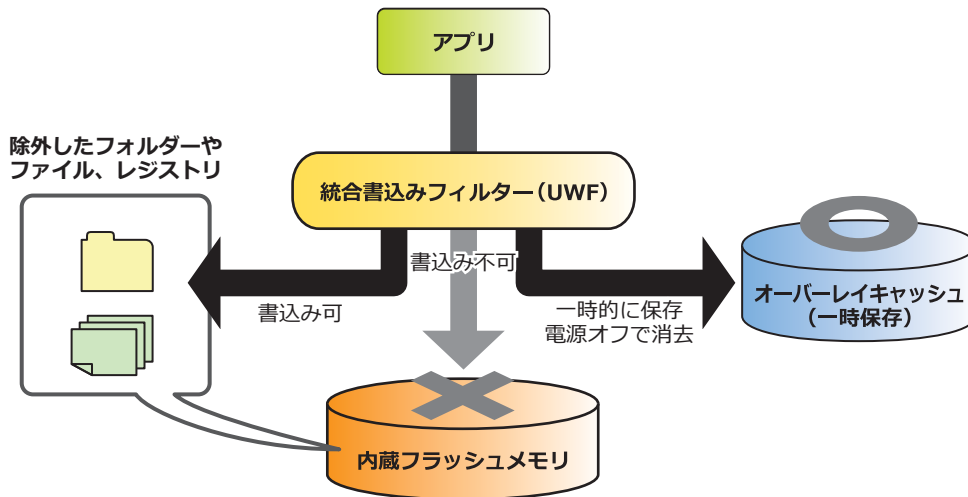 アプリ
除外したフォルダーや
ファイル、レジストリ
統合書込みフィルター(UWF)
書込み不可
書込み可
一時的に保存
電源オフで消去
オーバーレイキャッシュ
(一時保存)
内蔵フラッシュメモリ